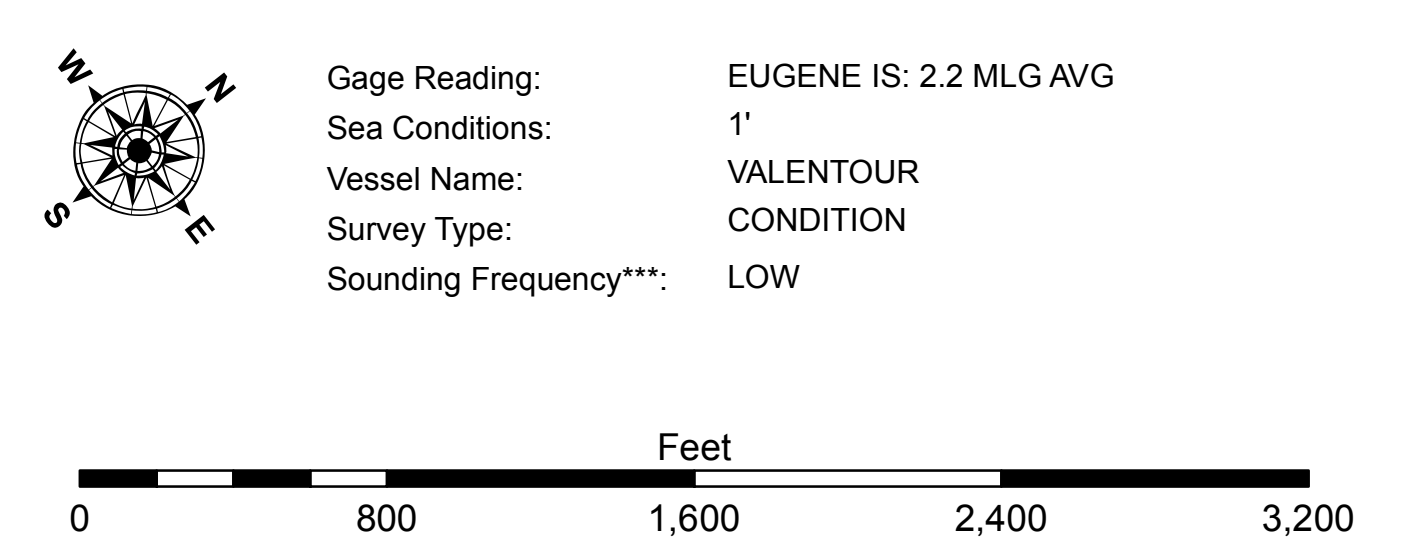 W
N
S
E
Gage Reading: EUGENE IS: 2.2 MLG AVG
Sea Conditions: 1'
Vessel Name: VALENTOUR
Survey Type: CONDITION
Sounding Frequency***: LOW
Feet
0 800 1,600 2,400 3,200